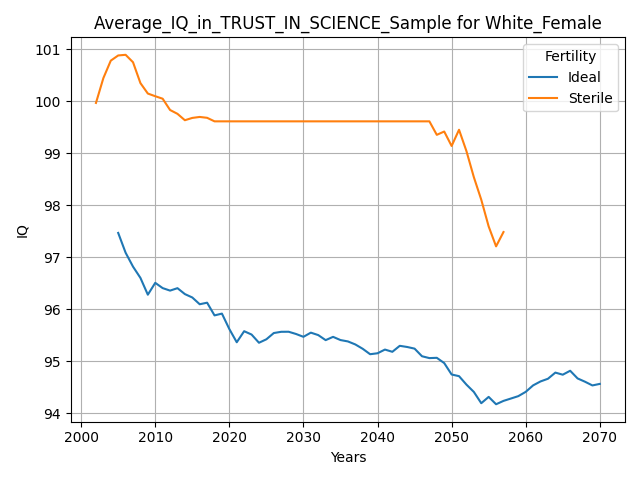 Average_IQ_in_TRUST_IN_SCIENCE_Sample for White_Female
101
100
99
98
97
96
95
94
IQ
Fertility
Ideal
Sterile
2000 2010 2020 2030 2040 2050 2060 2070
Years